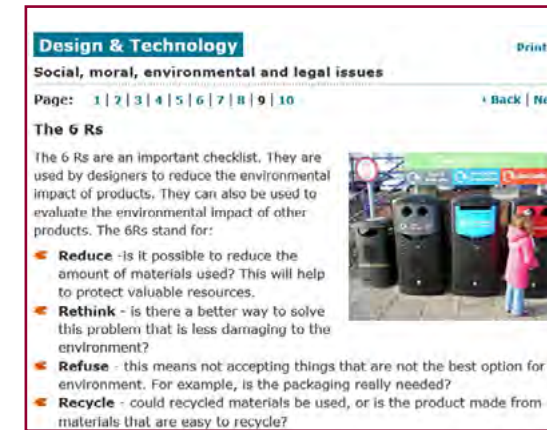 Design & Technology
Print
Social, moral, environmental and legal issues
Page: 1 | 2 | 3 | 4 | 5 | 6 | 7 | 8 | 9 | 10
‹ Back | Ne
The 6 Rs
The 6 Rs are an important checklist. They are
used by designers to reduce the environmental
impact of products. They can also be used to
evaluate the environmental impact of other
products. The 6Rs stand for:
Reduce -is it possible to reduce the
amount of materials used? This will help
to protect valuable resources.
Rethink - is there a better way to solve
this problem that is less damaging to the
environment?
Refuse - this means not accepting things that are not the best option for
environment. For example, is the packaging really needed?
Recycle - could recycled materials be used, or is the product made from
materials that are easy to recycle?